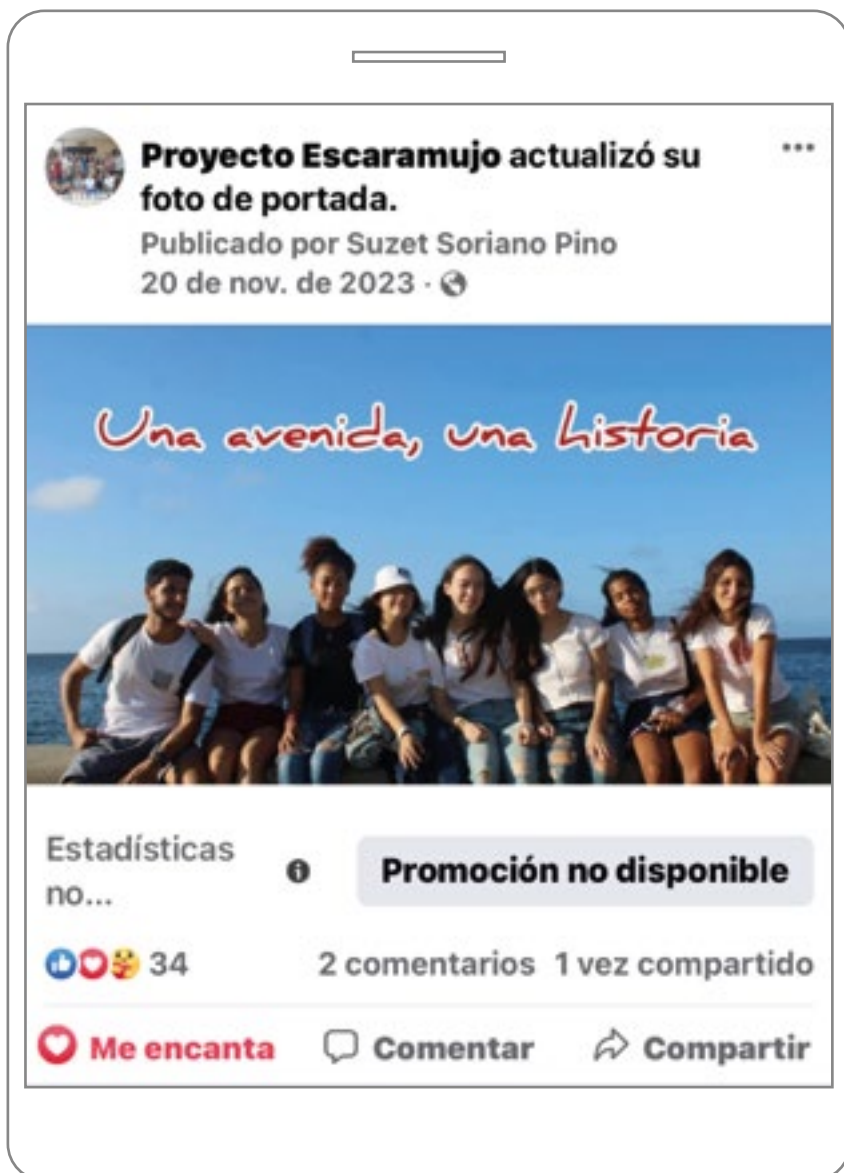 Proyecto Escaramujo actualizó su
foto de portada.
Publicado por Suzet Soriano Pino
20 de nov. de 2023 ·
Una avenida, una historia
Estadísticas
no...
Promoción no disponible
34
2 comentarios
1 vez compartido
Me encanta
Comentar
Compartir